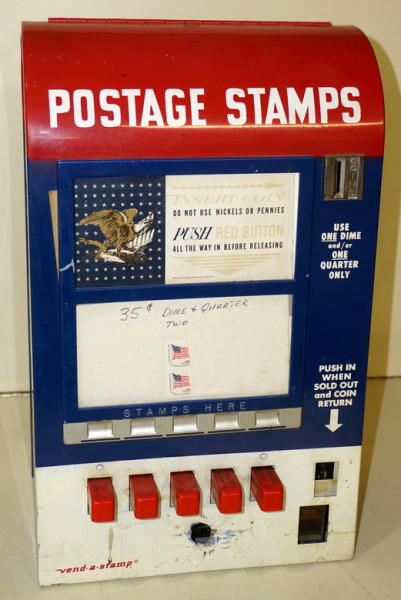 POSTAGE STAMPS
INSERT COIN
DO NOT USE NICKELS OR PENNIES
PUSH RED BUTTON
ALL THE WAY IN BEFORE RELEASING
USE
ONE DIME
and/or
ONE
QUARTER
ONLY
35¢ DIME & QUARTER
TWO
PUSH IN
WHEN
SOLD OUT
and COIN
RETURN
STAMPS HERE
vend-a-stamp®